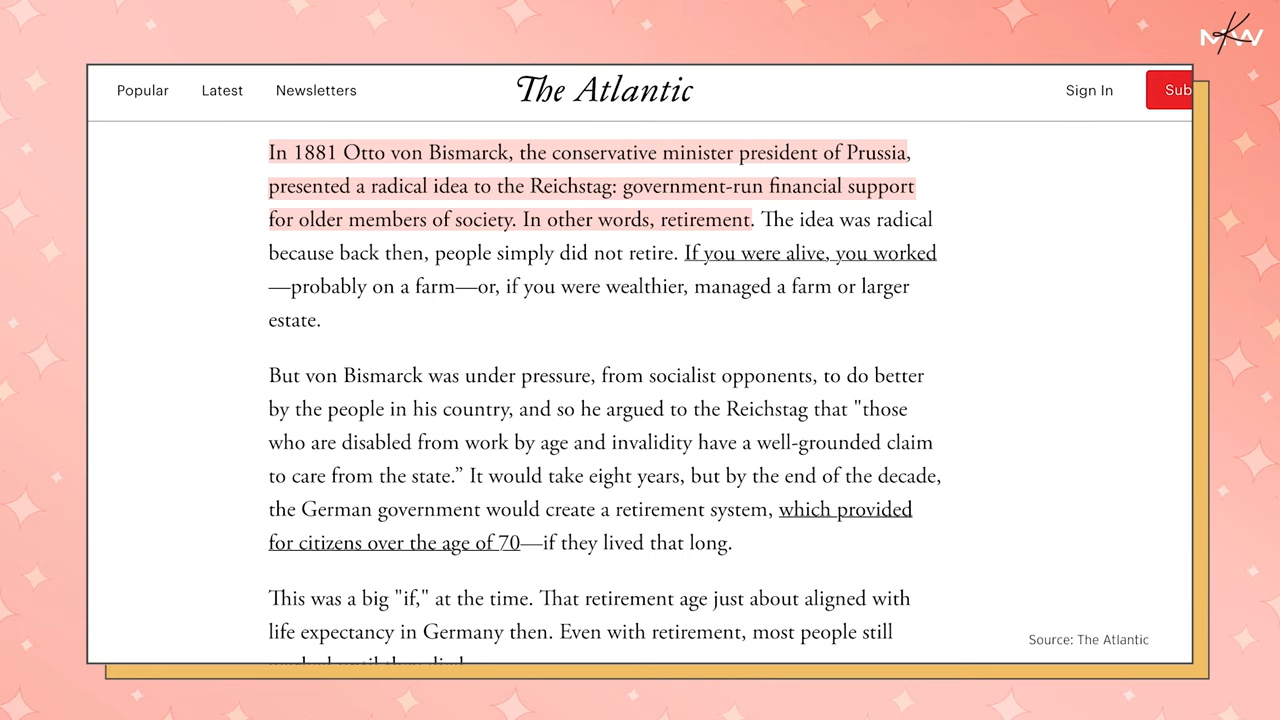 MKW
Popular
Latest
Newsletters
The Atlantic
Sign In
Sub
In 1881 Otto von Bismarck, the conservative minister president of Prussia,
presented a radical idea to the Reichstag: government-run financial support
for older members of society. In other words, retirement. The idea was radical
because back then, people simply did not retire. If you were alive, you worked
—probably on a farm—or, if you were wealthier, managed a farm or larger
estate.
But von Bismarck was under pressure, from socialist opponents, to do better
by the people in his country, and so he argued to the Reichstag that "those
who are disabled from work by age and invalidity have a well-grounded claim
to care from the state.” It would take eight years, but by the end of the decade,
the German government would create a retirement system, which provided
for citizens over the age of 70—if they lived that long.
This was a big "if," at the time. That retirement age just about aligned with
life expectancy in Germany then. Even with retirement, most people still
Source: The Atlantic